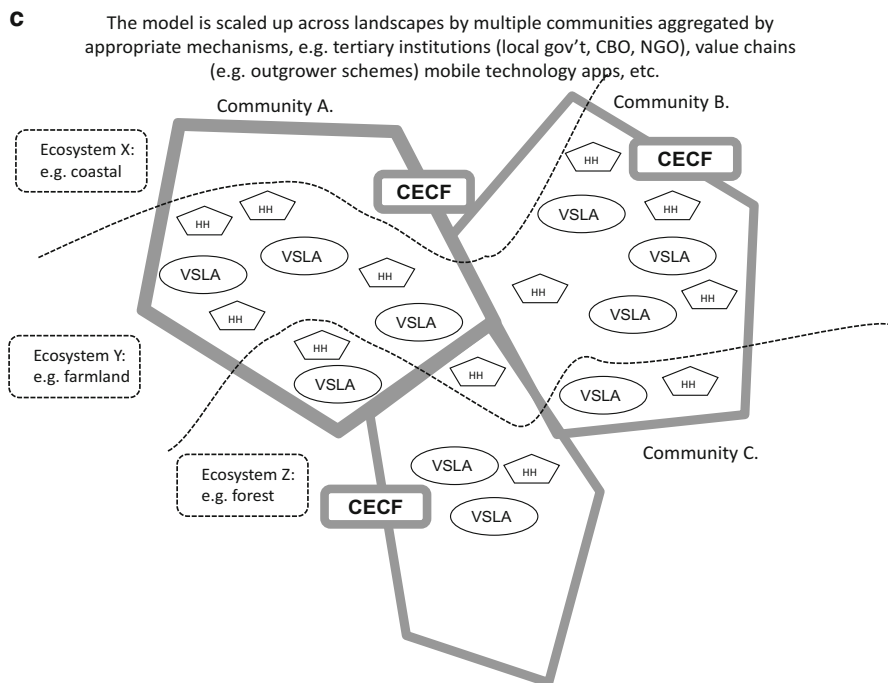 c
The model is scaled up across landscapes by multiple communities aggregated by
appropriate mechanisms, e.g. tertiary institutions (local gov't, CBO, NGO), value chains
(e.g. outgrower schemes) mobile technology apps, etc.
Community A.
Community B.
Ecosystem X:
e.g. coastal
CECF
CECF
HH
HH
HH
HH
VSLA
VSLA
VSLA
VSLA
HH
HH
HH
HH
VSLA
VSLA
VSLA
Ecosystem Y:
e.g. farmland
HH
VSLA
HH
VSLA
HH
Community C.
Ecosystem Z:
e.g. forest
VSLA
HH
CECF
VSLA